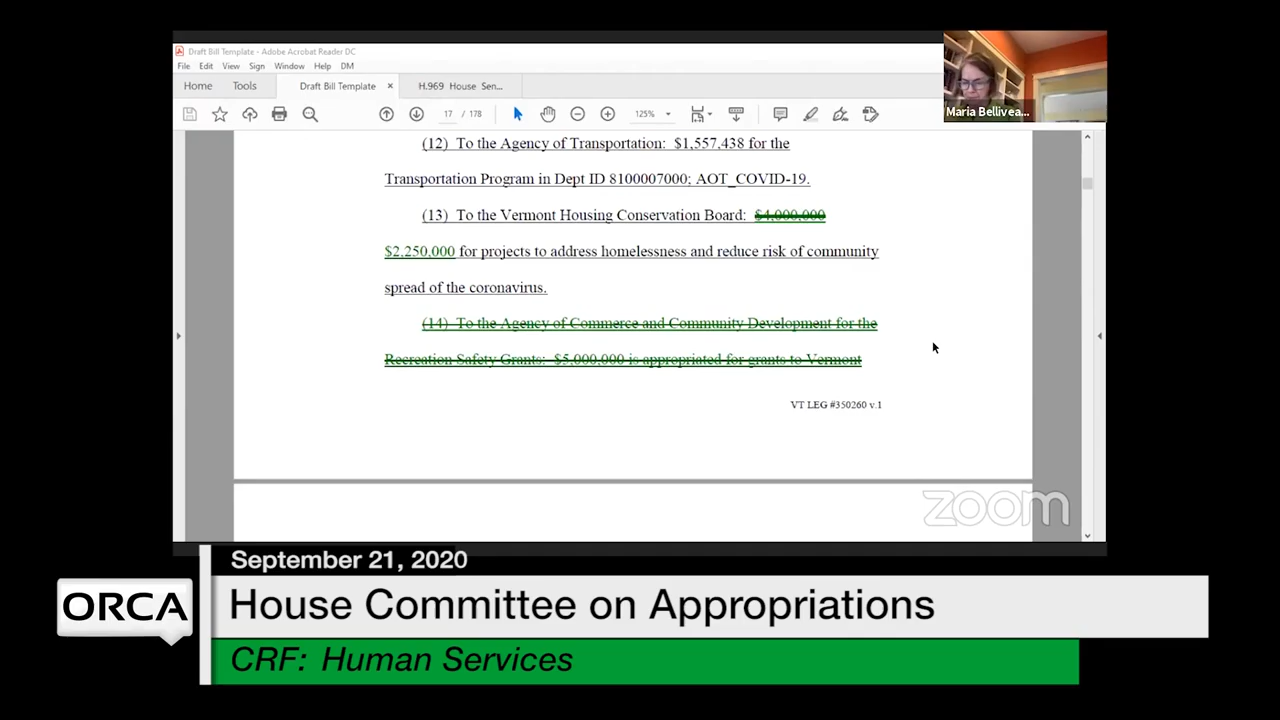 Draft Bill Template - Adobe Acrobat Reader DC
File Edit View Sign Window Help DM
Home Tools Draft Bill Template × H.969 House Sen...
17 / 178 125%
Maria Bellivea...
(12) To the Agency of Transportation: $1,557,438 for the
Transportation Program in Dept ID 8100007000; AOT_COVID-19.
(13) To the Vermont Housing Conservation Board: $4,000,000
$2,250,000 for projects to address homelessness and reduce risk of community
spread of the coronavirus.
(14) To the Agency of Commerce and Community Development for the
Recreation Safety Grants: $5,000,000 is appropriated for grants to Vermont
VT LEG #350260 v.1
zoom
September 21, 2020
ORCA
House Committee on Appropriations
CRF: Human Services